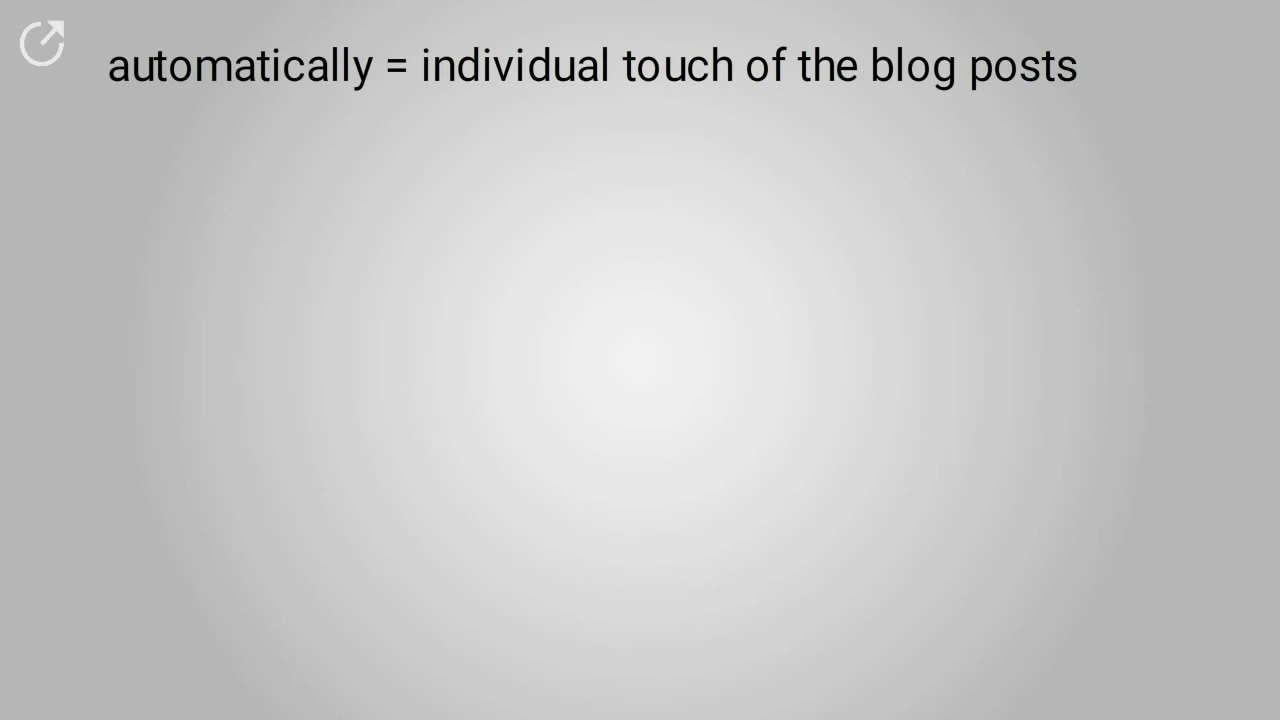 automatically = individual touch of the blog posts